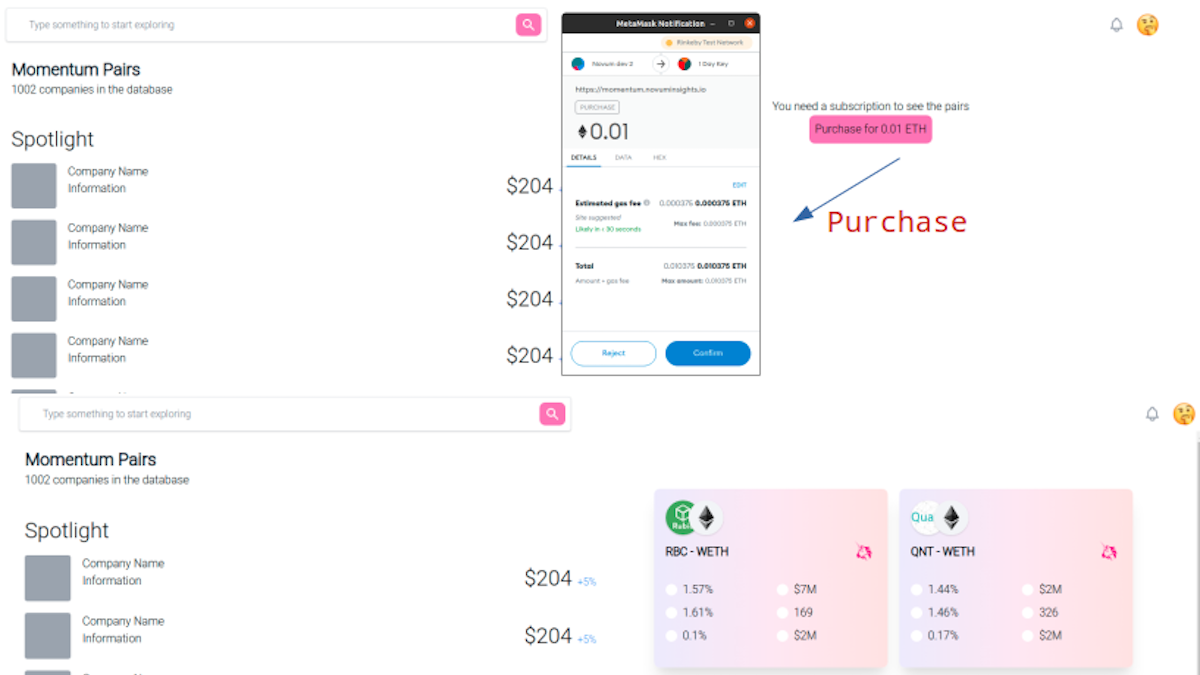 Type something to start exploring
Momentum Pairs
1002 companies in the database
Spotlight
Company Name
Information
$204
Company Name
Information
$204
Company Name
Information
$204
Company Name
Information
$204
MetaMask Notification
Rinkeby Test Network
Novum dev 2
1 Day Key
https://momentum.novuminsights.io
PURCHASE
0.01
DETAILS DATA HEX
EDIT
Estimated gas fee 0.000375 0.000375 ETH
Site suggested
Likely in < 30 seconds
Max fee: 0.000375 ETH
Total 0.010375 0.010375 ETH
Amount + gas fee Max amount: 0.010375 ETH
Reject Confirm
You need a subscription to see the pairs
Purchase for 0.01 ETH
Purchase
Type something to start exploring
Momentum Pairs
1002 companies in the database
Spotlight
Company Name
Information
$204 +5%
Company Name
Information
$204 +5%
RBC - WETH
1.57% $7M
1.61% 169
0.1% $2M
Qua
QNT - WETH
1.44% $2M
1.46% 326
0.17% $2M